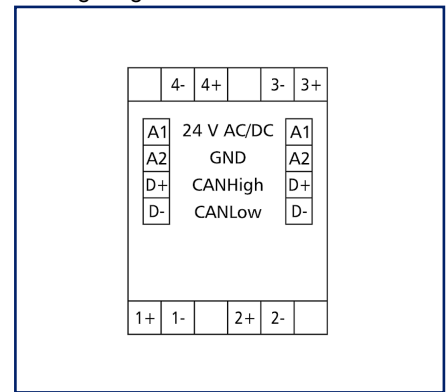 4- 4+ 3- 3+
A1 24 V AC/DC A1
A2 GND A2
D+ CANHigh D+
D- CANLow D-
1+ 1- 2+ 2-